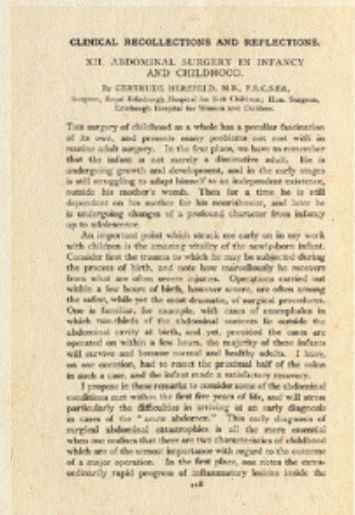 CLINICAL RECOLLECTIONS AND REFLECTIONS.
XII. ABDOMINAL SURGERY IN INFANCY
AND CHILDHOOD.
By GERTRUDE HERZFELD, M.B., F.R.C.S.Ed.,
Surgeon, Royal Edinburgh Hospital for Sick Children; Hon. Surgeon,
Edinburgh Hospital for Women and Children.
THE surgery of childhood as a whole has a peculiar fascination
of its own, and presents many problems not met with in
routine adult surgery. In the first place, we have to remember
that the infant is not merely a diminutive adult. He is
undergoing growth and development, and in the early stages
is still struggling to adapt himself to an independent existence,
outside his mother's womb. Then for a time he is still
dependent on his mother for his nourishment, and later he
is undergoing changes of a profound character from infancy
up to adolescence.
An important point which struck me early on in my work
with children is the amazing vitality of the newly-born infant.
Consider first the trauma to which he may be subjected during
the process of birth, and note how marvellously he recovers
from what are often severe injuries. Operations carried out
within a few hours of birth, however severe, are often among
the safest, while yet the most dramatic, of surgical procedures.
One is familiar, for example, with cases of exomphalos in
which two-thirds of the abdominal contents lie outside the
abdominal cavity at birth, and yet, provided the cases are
operated on within a few hours, the majority of these infants
will survive and become normal and healthy adults. I have,
on one occasion, had to resect the proximal half of the colon
in such a case, and the infant made a satisfactory recovery.
I propose in these remarks to consider some of the abdominal
conditions met within the first five years of life, and will stress
particularly the difficulties in arriving at an early diagnosis
in cases of the "acute abdomen." This early diagnosis of
surgical abdominal catastrophies is all the more essential
when one realises that there are two characteristics of childhood
which are of the utmost importance with regard to the outcome
of a major operation. In the first place, one notes the extra-
ordinarily rapid progress of inflammatory lesions inside the